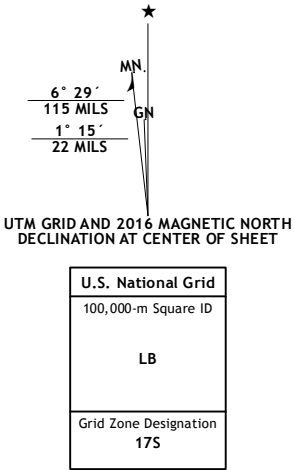 ★
MN.
GN
6° 29´
115 MILS
1° 15´
22 MILS
UTM GRID AND 2016 MAGNETIC NORTH
DECLINATION AT CENTER OF SHEET
U.S. National Grid
100,000-m Square ID
LB
Grid Zone Designation
17S